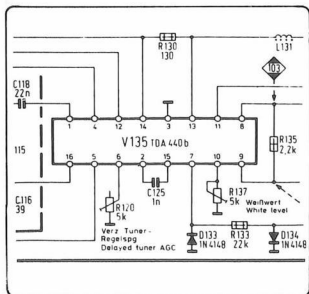 R130
130
L131
103
C118
22n
1 4 12 14 3 13 11 8
V135 TDA 440b
115
R135
2,2k
16 5 6 2 15 7 10 9
C116
39
C125
1n
R120
5k
R137
5k
Weißwert
White level
Verz Tuner-
Regelspg
Delayed tuner AGC
D133
1N4148
R133
22k
D134
1N4148